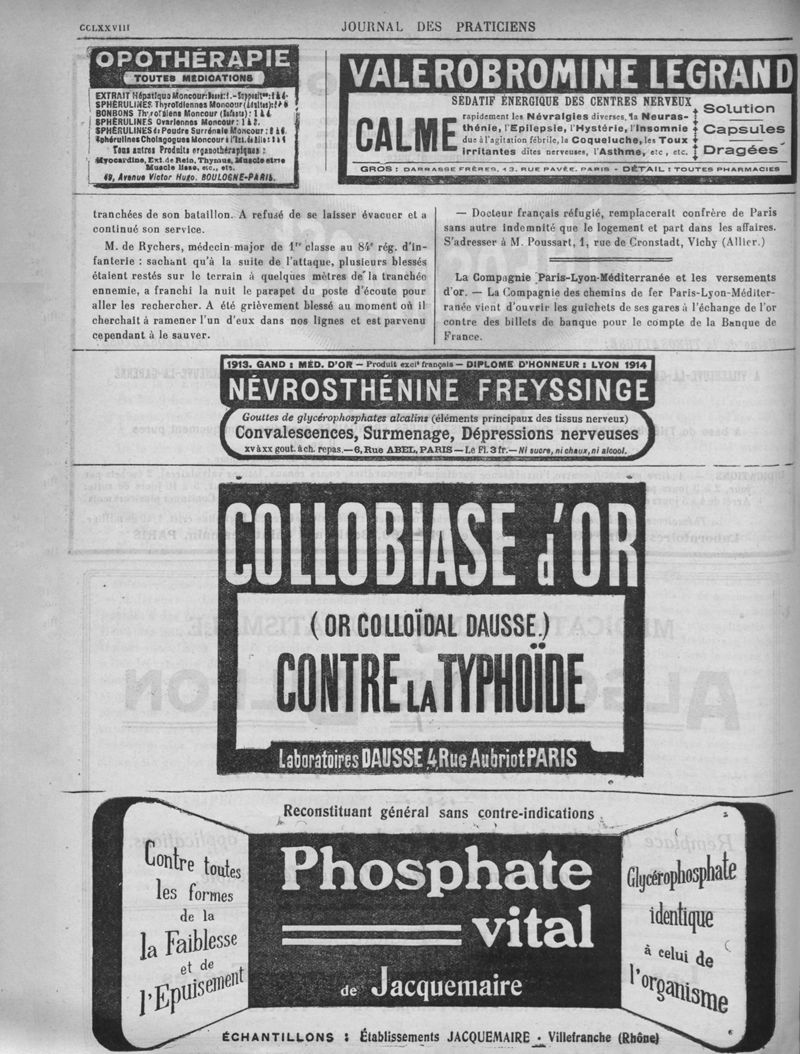 CCLXXVIII
JOURNAL DES PRATICIENS
OPOTHÉRAPIE
TOUTES MÉDICATIONS
EXTRAIT Hépatique Moncour
SPHÉRULINES Thyroïdiennes Moncour
BONBONS Thyroïdiens Moncour
SPHÉRULINES Ovariennes Moncour
SPHÉRULINES de Poudre Surrénale Moncour
Sphérulines Cholagogues Moncour
Tous autres Produits organothérapiques :
Myocardine, Ext. de Rein, Thymus, Muscle strié
Muscle lisse, etc., etc.
49, Avenue Victor Hugo. BOULOGNE-PARIS.
VALEROBROMINE LEGRAND
SÉDATIF ÉNERGIQUE DES CENTRES NERVEUX
CALME
rapidement les Névralgies diverses, la Neuras-
thénie, l'Epilepsie, l'Hystérie, l'Insomnie
due à l'agitation fébrile, la Coqueluche, les Toux
irritantes dites nerveuses, l'Asthme, etc, etc.
Solution
Capsules
Dragées
GROS : DARRASSE FRÈRES, 13, RUE PAVÉE, PARIS - DÉTAIL : TOUTES PHARMACIES
tranchées de son bataillon. A refusé de se laisser évacuer et a
continué son service.
M. de Rychers, médecin-major de 1re classe au 84e rég. d'in-
fanterie : sachant qu'à la suite de l'attaque, plusieurs blessés
étaient restés sur le terrain à quelques mètres de la tranchée
ennemie, a franchi la nuit le parapet du poste d'écoute pour
aller les rechercher. A été grièvement blessé au moment où il
cherchait à ramener l'un d'eux dans nos lignes et est parvenu
cependant à le sauver.
— Docteur français réfugié, remplacerait confrère de Paris
sans autre indemnité que le logement et part dans les affaires.
S'adresser à M. Poussart, 1, rue de Cronstadt, Vichy (Allier.)
La Compagnie Paris-Lyon-Méditerranée et les versements
d'or. — La Compagnie des chemins de fer Paris-Lyon-Méditer-
ranée vient d'ouvrir les guichets de ses gares à l'échange de l'or
contre des billets de banque pour le compte de la Banque de
France.
1913. GAND : MÉD. D'OR — Produit excl français — DIPLOME D'HONNEUR : LYON 1914
NÉVROSTHÉNINE FREYSSINGE
Gouttes de glycérophosphates alcalins (éléments principaux des tissus nerveux)
Convalescences, Surmenage, Dépressions nerveuses
XV à XX gout. à ch. repas. — 6, Rue ABEL, PARIS — Le Fl. 3 fr. — Ni sucre, ni chaux, ni alcool.
COLLOBIASE d'OR
(OR COLLOÏDAL DAUSSE.)
CONTRE LA TYPHOÏDE
Laboratoires DAUSSE 4, Rue Aubriot PARIS
Reconstituant général sans contre-indications
Contre toutes
les formes
de la
la Faiblesse
et de
l'Epuisement
Phosphate
vital
de Jacquemaire
Glycérophosphate
identique
à celui de
l'organisme
ÉCHANTILLONS : Établissements JACQUEMAIRE - Villefranche (Rhône)